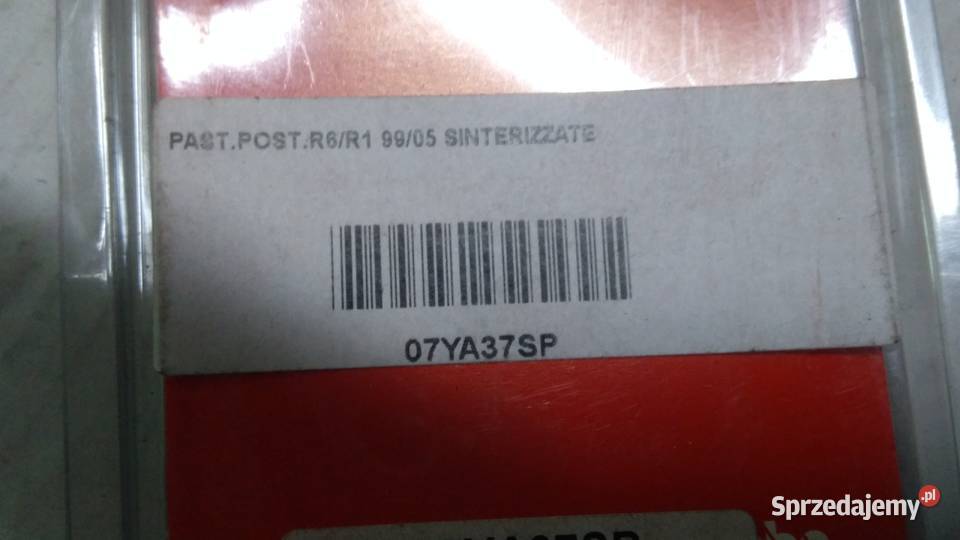 PAST.POST.R6/R1 99/05 SINTERIZZATE
07YA37SP
Sprzedajemy.pl